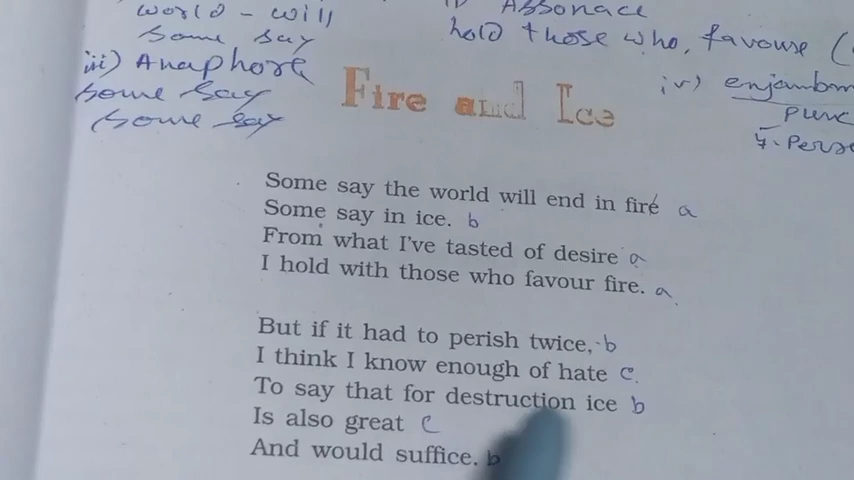 world - will
some say
iii) Anaphora
some say
some say
Assonace
hold those who, favouse (
iv) enjambm
punc
Fire and Ice
Some say the world will end in fire a
Some say in ice. b
From what I've tasted of desire a
I hold with those who favour fire. a
But if it had to perish twice, b
I think I know enough of hate c
To say that for destruction ice b
Is also great c
And would suffice. b